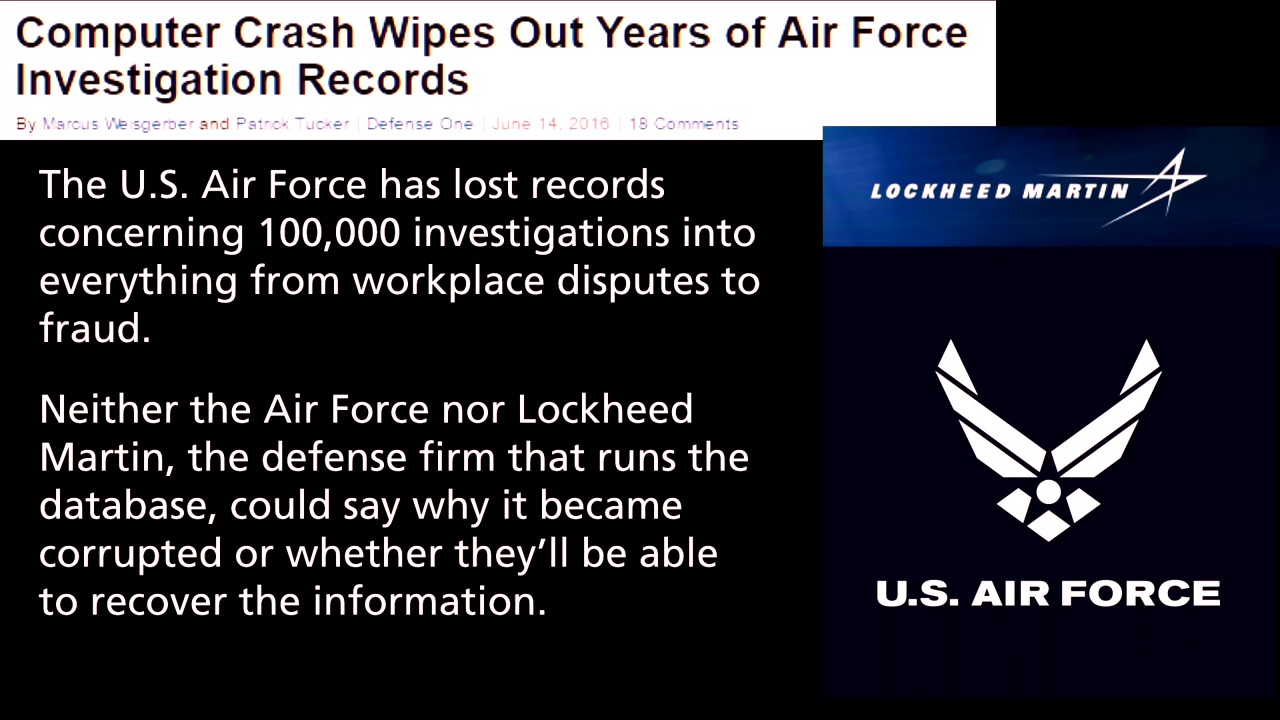 Computer Crash Wipes Out Years of Air Force
Investigation Records
By Marcus Weisgerber and Patrick Tucker | Defense One | June 14, 2016 | 18 Comments
The U.S. Air Force has lost records
concerning 100,000 investigations into
everything from workplace disputes to
fraud.
Neither the Air Force nor Lockheed
Martin, the defense firm that runs the
database, could say why it became
corrupted or whether they’ll be able
to recover the information.
LOCKHEED MARTIN
U.S. AIR FORCE